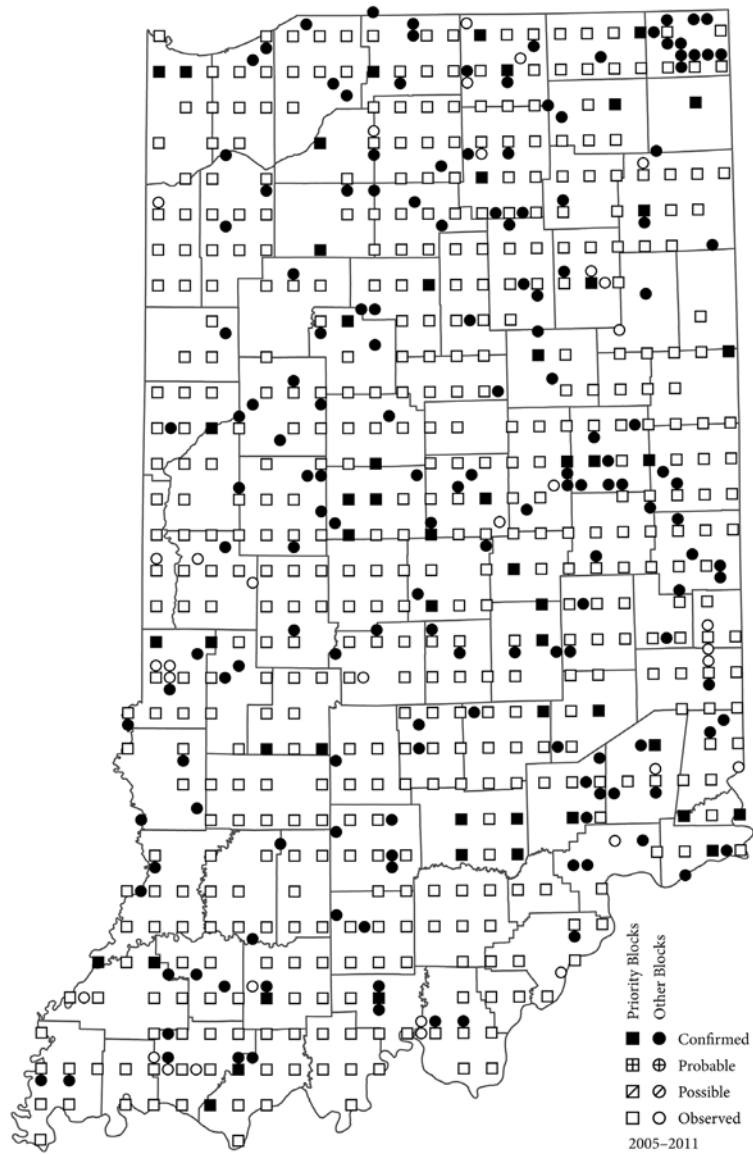 Priority Blocks
Other Blocks
Confirmed
Probable
Possible
Observed
2005–2011